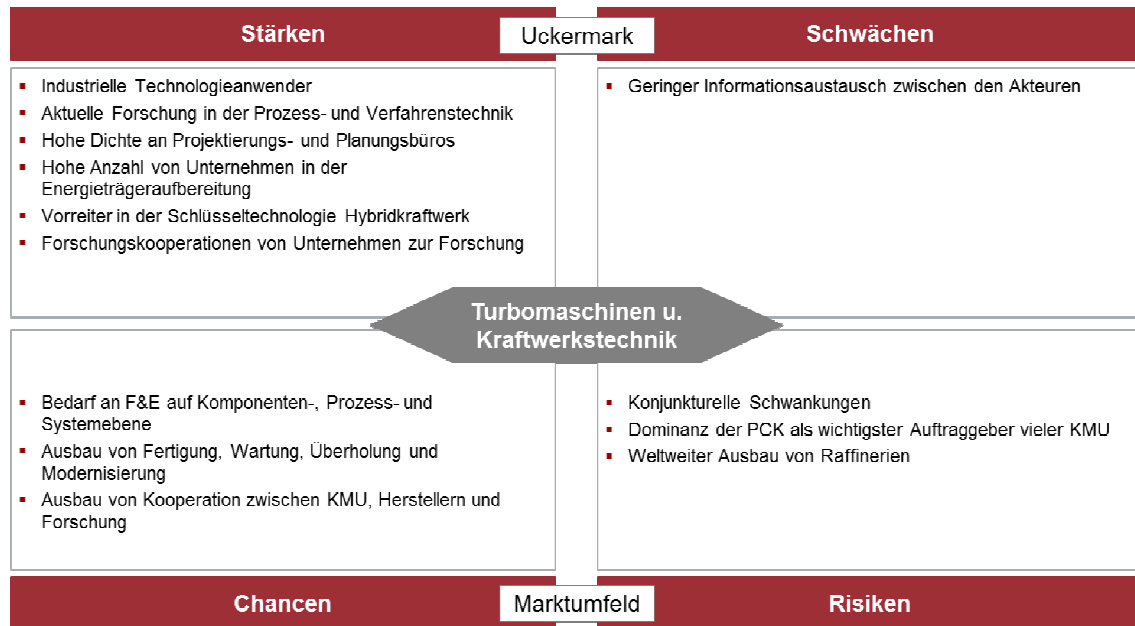 Stärken
Uckermark
Schwächen
▪ Industrielle Technologieanwender
▪ Aktuelle Forschung in der Prozess- und Verfahrenstechnik
▪ Hohe Dichte an Projektierungs- und Planungsbüros
▪ Hohe Anzahl von Unternehmen in der
Energieträgeraufbereitung
▪ Vorreiter in der Schlüsseltechnologie Hybridkraftwerk
▪ Forschungskooperationen von Unternehmen zur Forschung
▪ Geringer Informationsaustausch zwischen den Akteuren
Turbomaschinen u.
Kraftwerkstechnik
▪ Bedarf an F&E auf Komponenten-, Prozess- und
Systemebene
▪ Ausbau von Fertigung, Wartung, Überholung und
Modernisierung
▪ Ausbau von Kooperation zwischen KMU, Herstellern und
Forschung
▪ Konjunkturelle Schwankungen
▪ Dominanz der PCK als wichtigster Auftraggeber vieler KMU
▪ Weltweiter Ausbau von Raffinerien
Chancen
Marktumfeld
Risiken